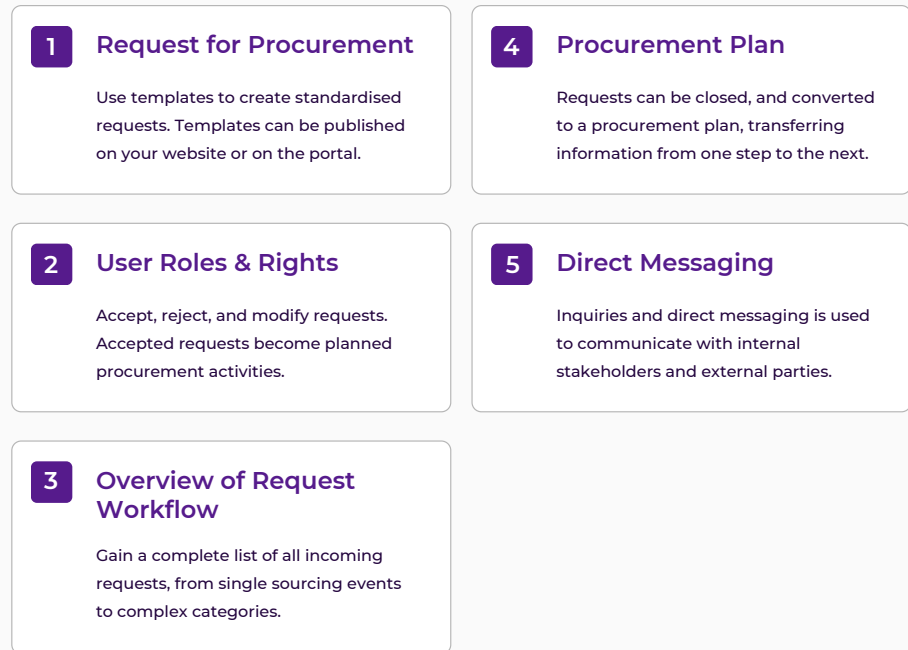 1
Request for Procurement
Use templates to create standardised
requests. Templates can be published
on your website or on the portal.
2
User Roles & Rights
Accept, reject, and modify requests.
Accepted requests become planned
procurement activities.
3
Overview of Request
Workflow
Gain a complete list of all incoming
requests, from single sourcing events
to complex categories.
4
Procurement Plan
Requests can be closed, and converted
to a procurement plan, transferring
information from one step to the next.
5
Direct Messaging
Inquiries and direct messaging is used
to communicate with internal
stakeholders and external parties.